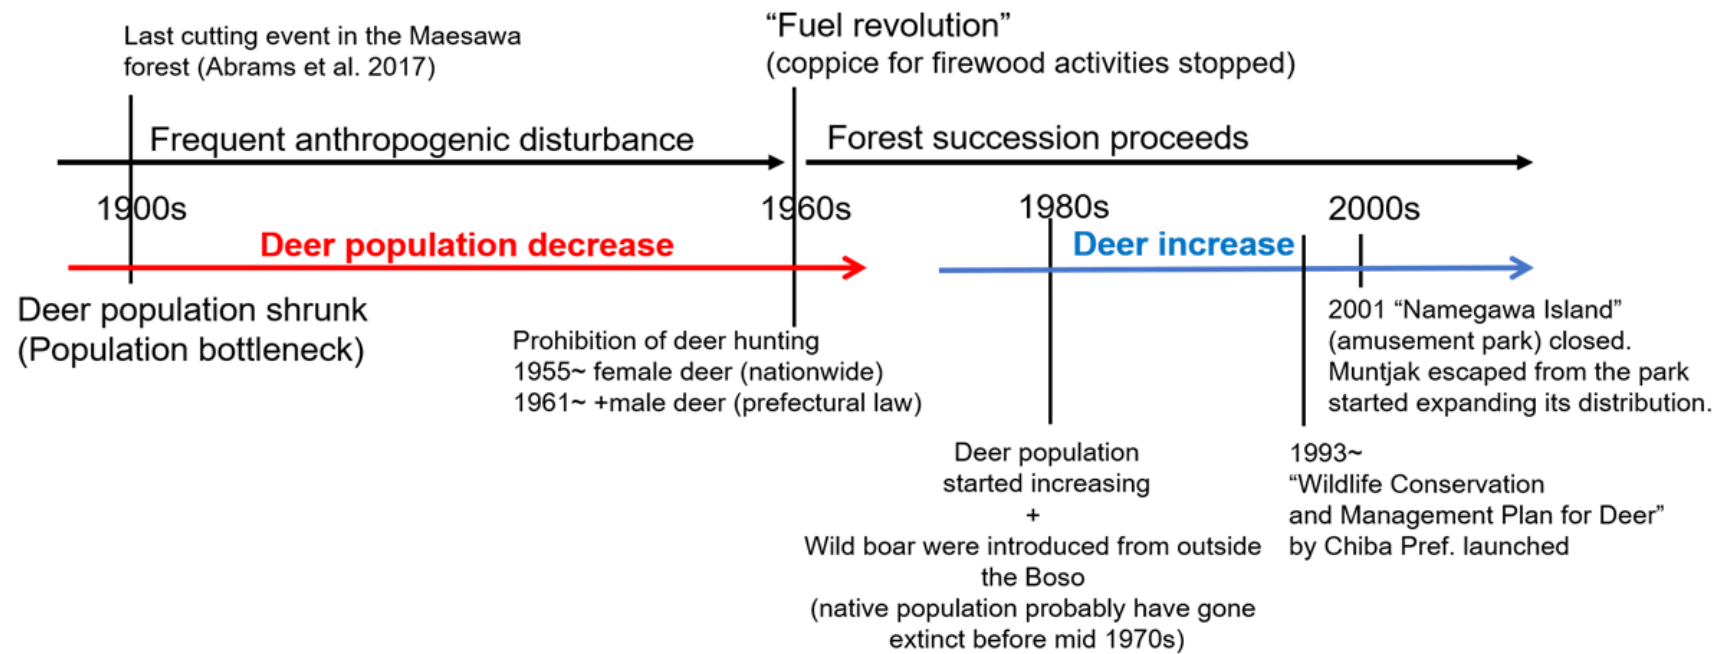 Last cutting event in the Maesawa
forest (Abrams et al. 2017)
“Fuel revolution”
(coppice for firewood activities stopped)
Frequent anthropogenic disturbance
Forest succession proceeds
1900s
1960s
1980s
2000s
Deer population decrease
Deer increase
Deer population shrunk
(Population bottleneck)
Prohibition of deer hunting
1955~ female deer (nationwide)
1961~ +male deer (prefectural law)
2001 “Namegawa Island”
(amusement park) closed.
Muntjak escaped from the park
started expanding its distribution.
Deer population
started increasing
+
Wild boar were introduced from outside
the Boso
(native population probably have gone
extinct before mid 1970s)
1993~
“Wildlife Conservation
and Management Plan for Deer”
by Chiba Pref. launched